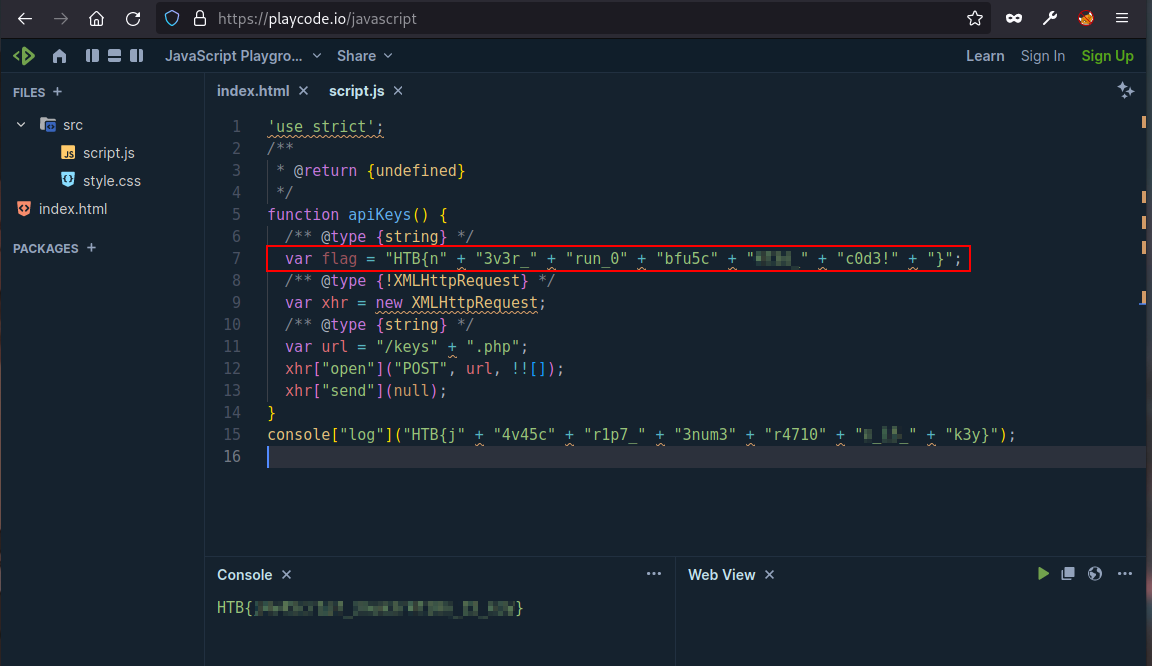 https://playcode.io/javascript
JavaScript Playgro... Share Learn Sign In Sign Up
FILES +
src
JS script.js
style.css
index.html
PACKAGES +
index.html × script.js ×
1 'use strict';
2 /**
3 * @return {undefined}
4 */
5 function apiKeys() {
6 /** @type {string} */
7 var flag = "HTB{n" + "3v3r_" + "run_0" + "bfu5c" + " _" + "c0d3!" + "}";
8 /** @type {!XMLHttpRequest} */
9 var xhr = new XMLHttpRequest;
10 /** @type {string} */
11 var url = "/keys" + ".php";
12 xhr["open"]("POST", url, !![]);
13 xhr["send"](null);
14 }
15 console["log"]("HTB{j" + "4v45c" + "r1p7_" + "3num3" + "r4710" + " _" + "k3y}");
16
Console × ...
HTB{ }
Web View × ...